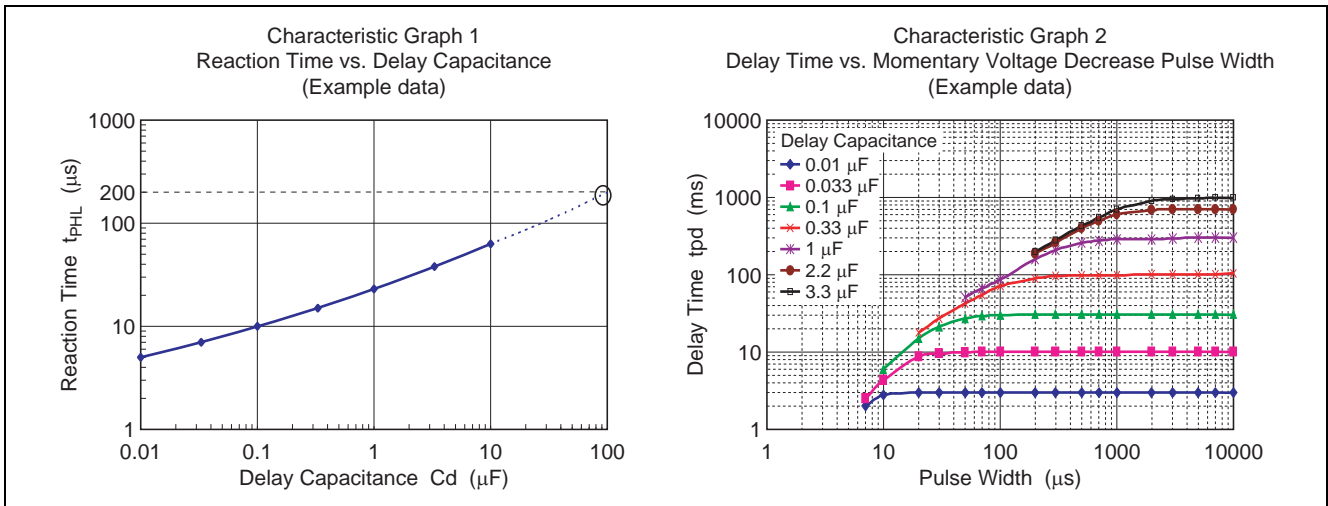 Characteristic Graph 1
Reaction Time vs. Delay Capacitance
(Example data)
1000
200
100
10
1
Reaction Time tPHL (μs)
0.01
0.1
1
10
100
Delay Capacitance Cd (μF)
Characteristic Graph 2
Delay Time vs. Momentary Voltage Decrease Pulse Width
(Example data)
10000
1000
100
10
1
Delay Time tpd (ms)
Delay Capacitance
0.01 μF
0.033 μF
0.1 μF
0.33 μF
1 μF
2.2 μF
3.3 μF
1
10
100
1000
10000
Pulse Width (μs)